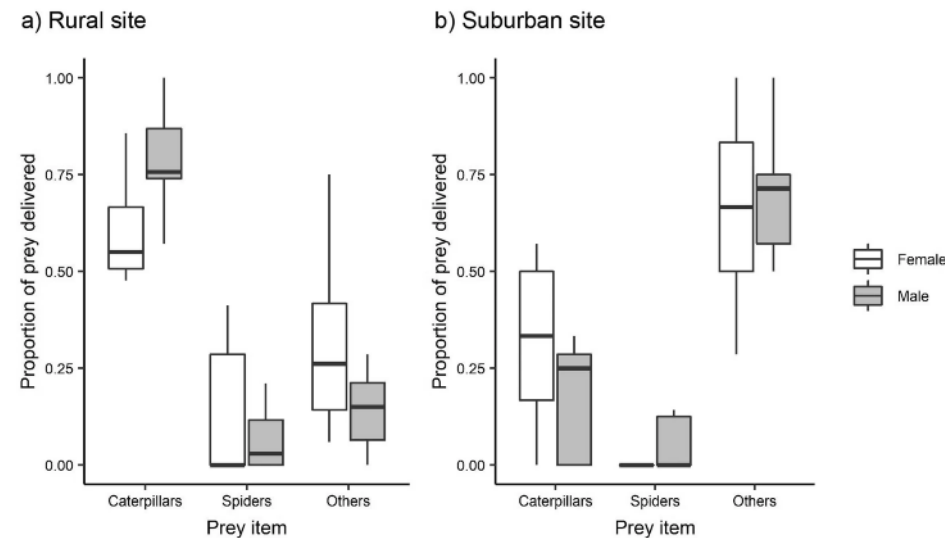 a) Rural site
Proportion of prey delivered
1.00
0.75
0.50
0.25
0.00
Caterpillars Spiders Others
Prey item
b) Suburban site
Proportion of prey delivered
1.00
0.75
0.50
0.25
0.00
Caterpillars Spiders Others
Prey item
Female
Male